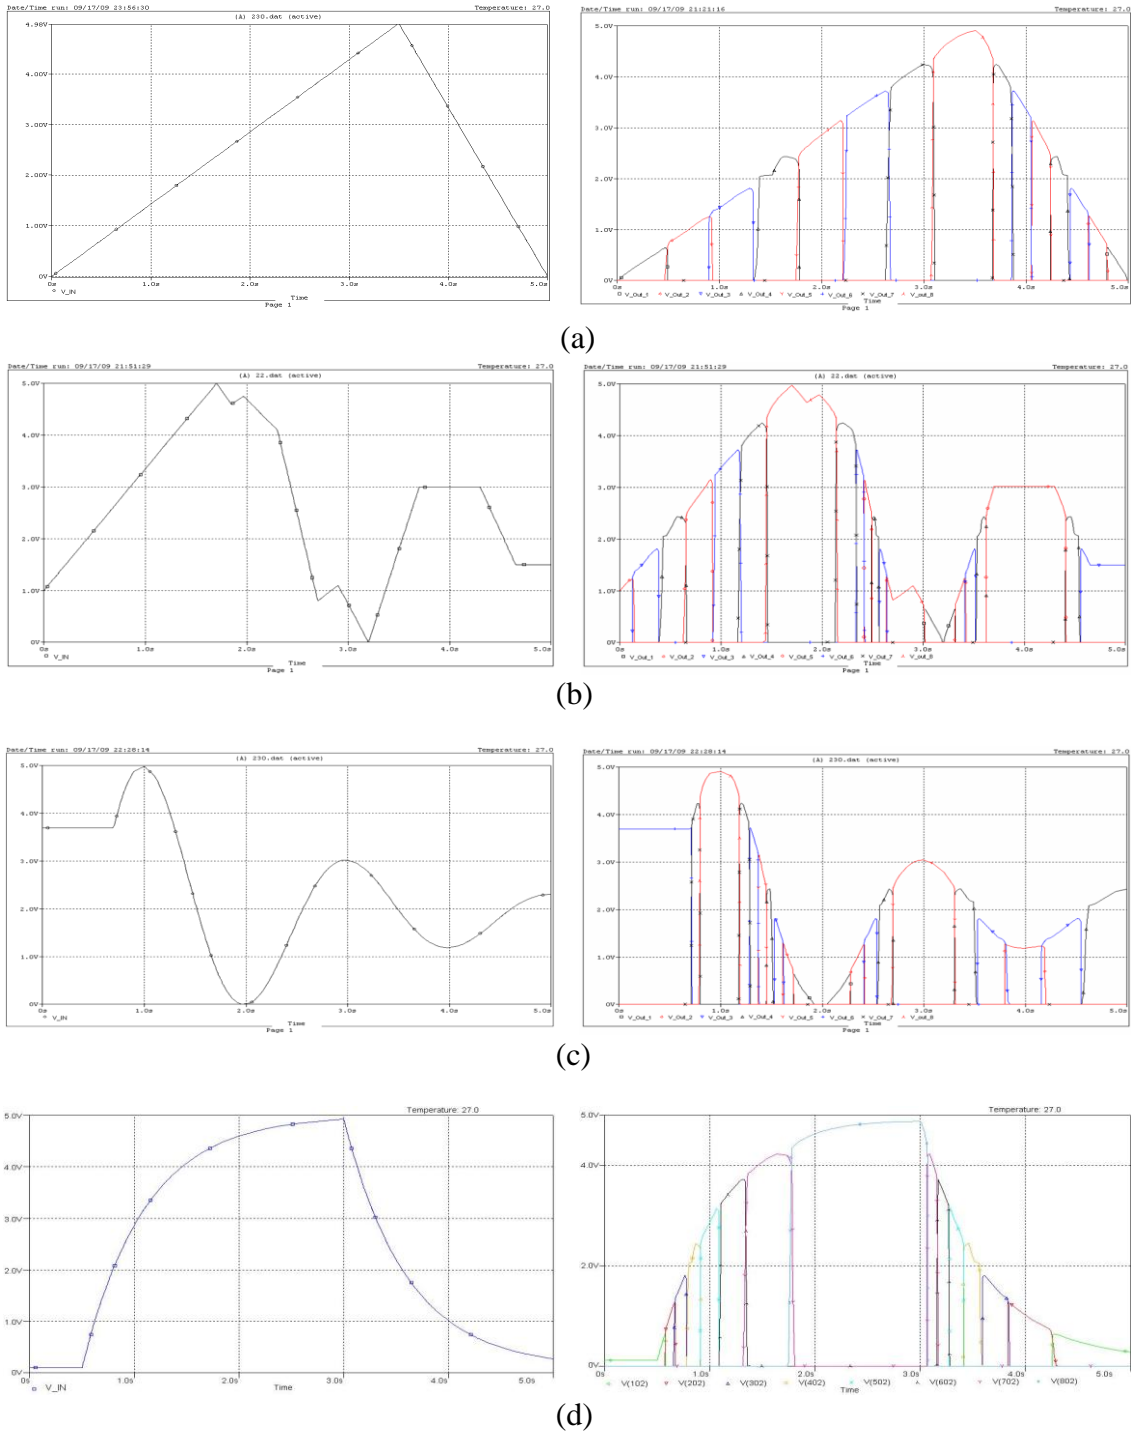 Date/Time run: 09/17/09 23:56:30 Temperature: 27.0
(A) 230.dat (active)
4.98V
4.00V
3.00V
2.00V
1.00V
0V
0s 1.0s 2.0s 3.0s 4.0s 5.0s
V_IN
Time
Page 1
Date/Time run: 09/17/09 21:21:16 Temperature: 27.0
5.0V
4.0V
3.0V
2.0V
1.0V
0V
0s 1.0s 2.0s 3.0s 4.0s 5.0s
V_Out_1 V_Out_2 V_Out_3 V_Out_4 V_Out_5 V_Out_6 V_Out_7 V_Out_8
Time
Page 1
(a)
Date/Time run: 09/17/09 21:51:29 Temperature: 27.0
(A) 22.dat (active)
5.0V
4.0V
3.0V
2.0V
1.0V
0V
0s 1.0s 2.0s 3.0s 4.0s 5.0s
V_IN
Time
Page 1
Date/Time run: 09/17/09 21:51:29 Temperature: 27.0
(A) 22.dat (active)
5.0V
4.0V
3.0V
2.0V
1.0V
0V
0s 1.0s 2.0s 3.0s 4.0s 5.0s
V_Out_1 V_Out_2 V_Out_3 V_Out_4 V_Out_5 V_Out_6 V_Out_7 V_Out_8
Time
Page 1
(b)
Date/Time run: 09/17/09 22:28:14 Temperature: 27.0
(A) 230.dat (active)
5.0V
4.0V
3.0V
2.0V
1.0V
0V
0s 1.0s 2.0s 3.0s 4.0s 5.0s
V_IN
Time
Page 1
Date/Time run: 09/17/09 22:28:14 Temperature: 27.0
(A) 230.dat (active)
5.0V
4.0V
3.0V
2.0V
1.0V
0V
0s 1.0s 2.0s 3.0s 4.0s 5.0s
V_Out_1 V_Out_2 V_Out_3 V_Out_4 V_Out_5 V_Out_6 V_Out_7 V_Out_8
Time
Page 1
(c)
Temperature: 27.0
5.0V
4.0V
3.0V
2.0V
1.0V
0V
0s 1.0s 2.0s 3.0s 4.0s 5.0s
V_IN
Time
Temperature: 27.0
5.0V
4.0V
2.0V
0V
0s 1.0s 2.0s 3.0s 4.0s 5.0s
V(102) V(202) V(302) V(402) V(502) V(602) V(702) V(802)
Time
(d)